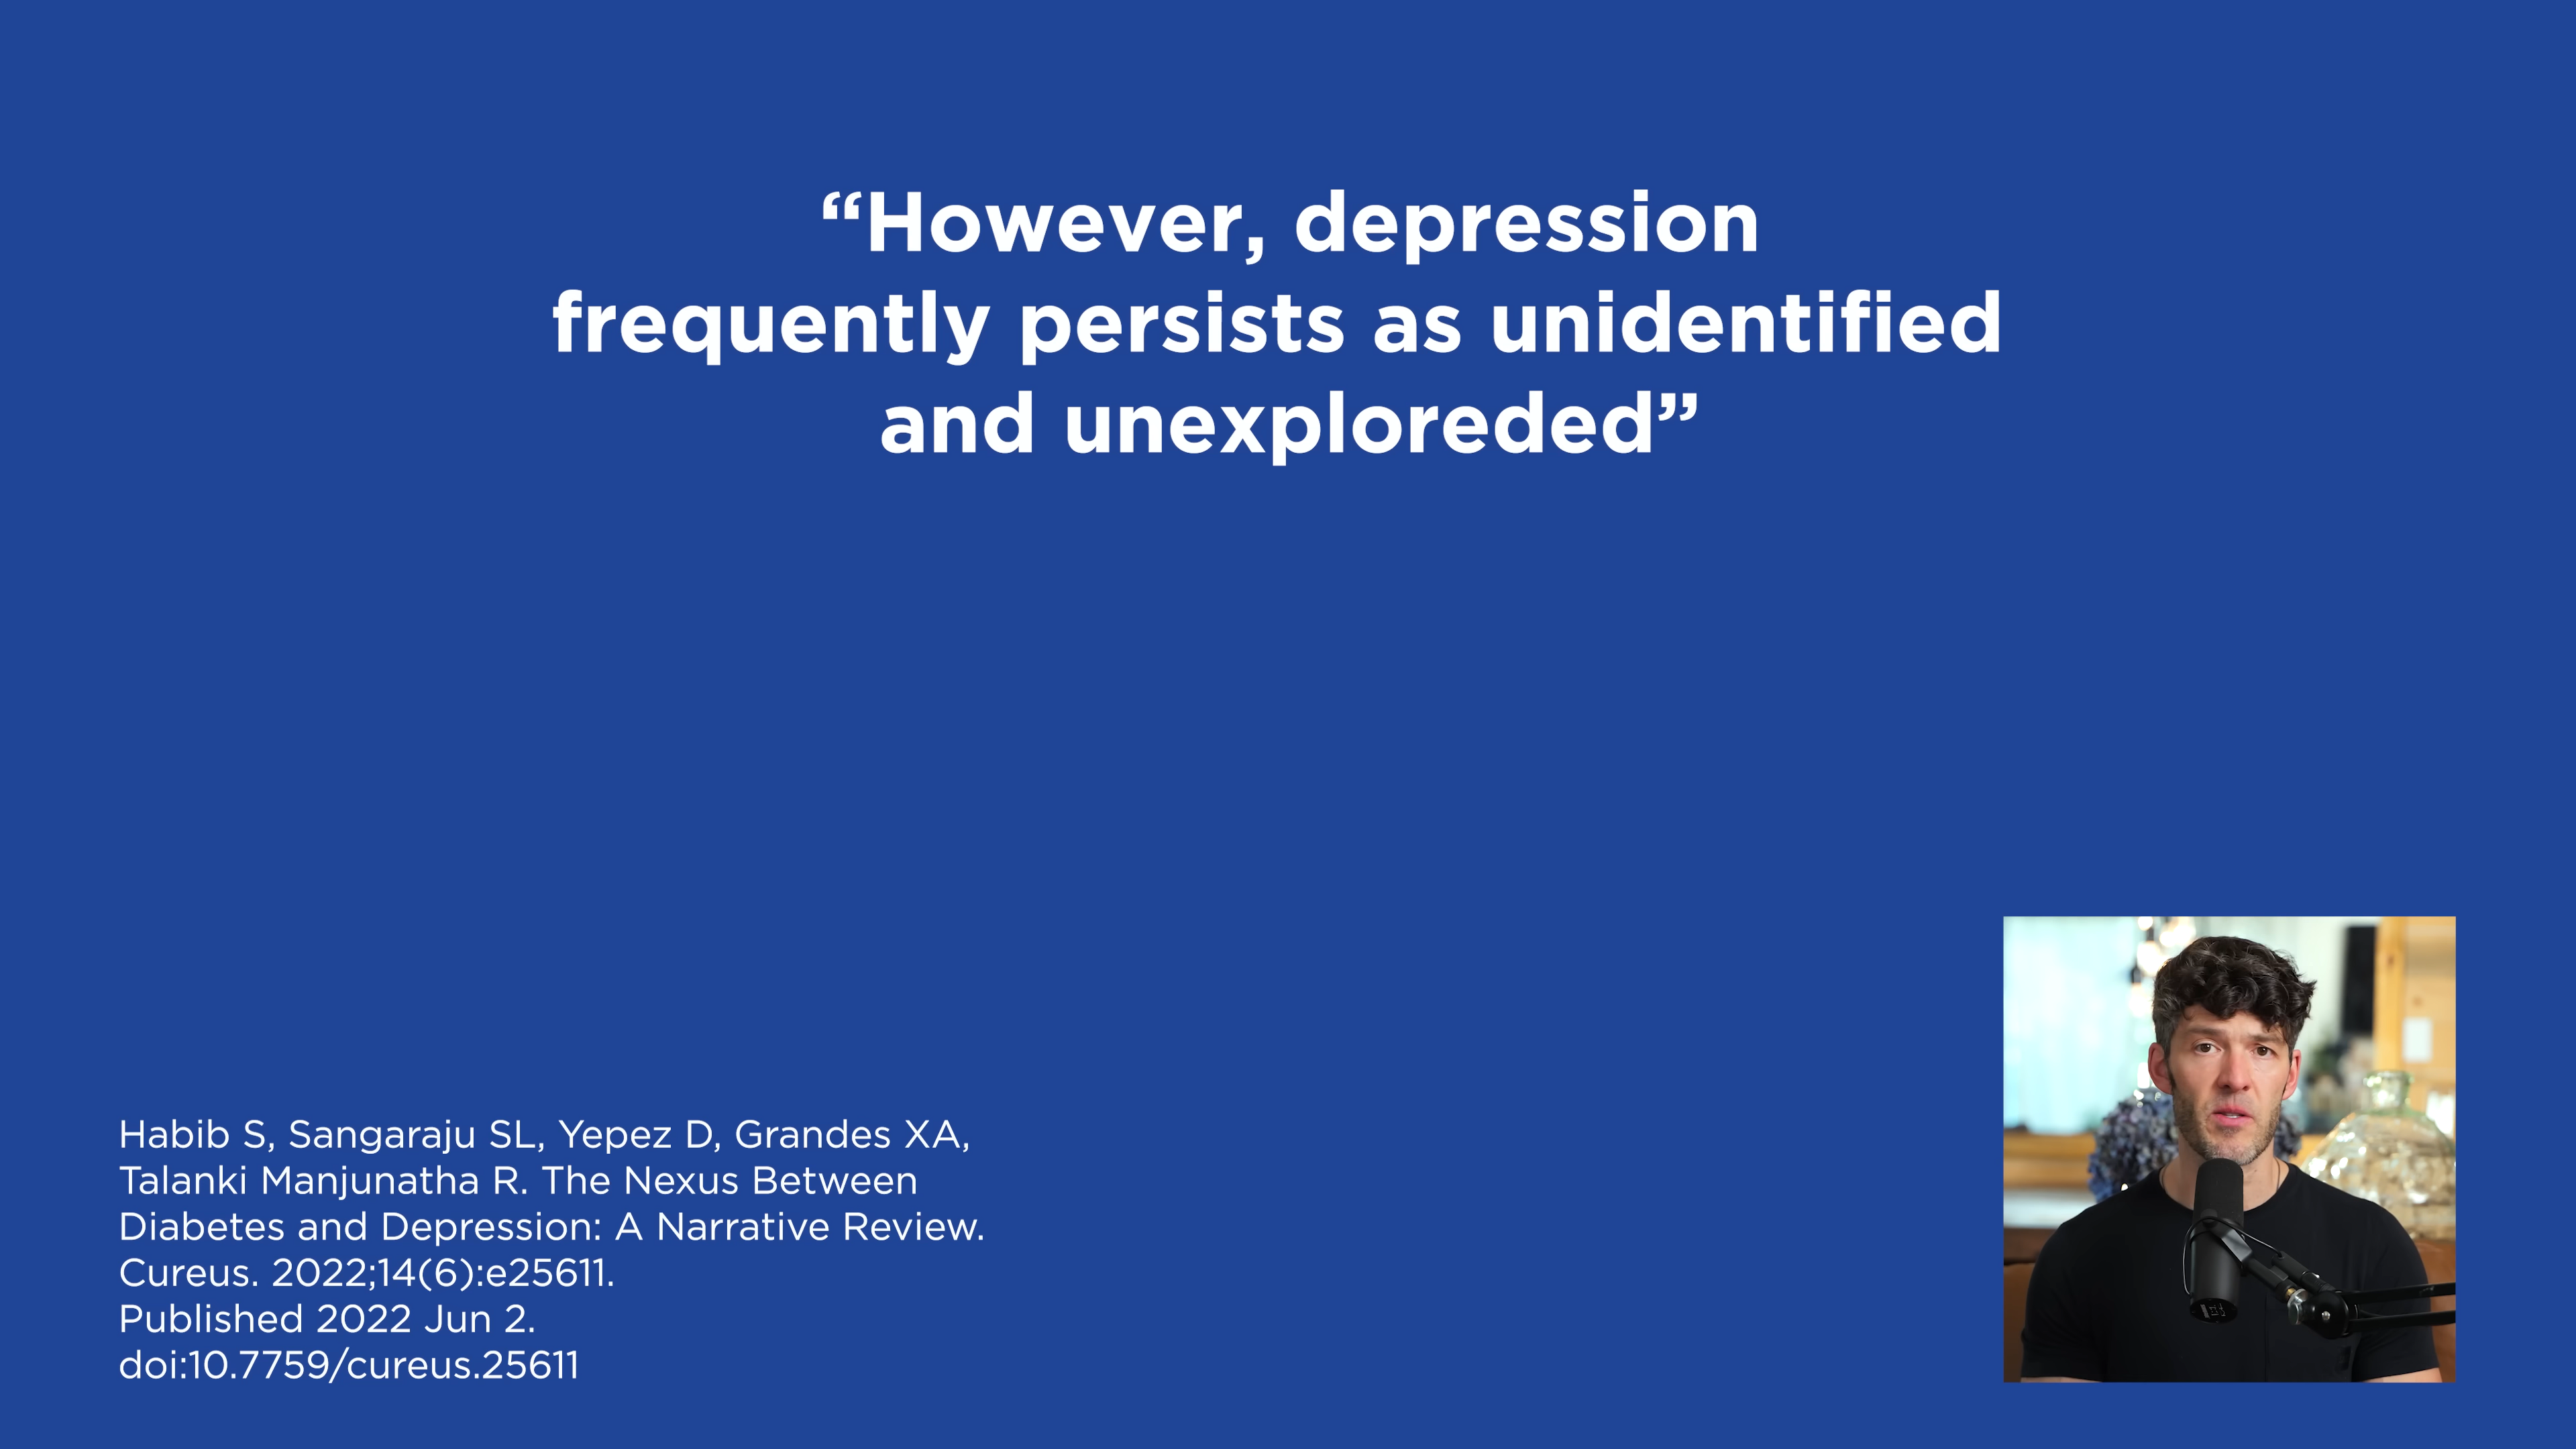 “However, depression
frequently persists as unidentified
and unexploreded”
Habib S, Sangaraju SL, Yepez D, Grandes XA,
Talanki Manjunatha R. The Nexus Between
Diabetes and Depression: A Narrative Review.
Cureus. 2022;14(6):e25611.
Published 2022 Jun 2.
doi:10.7759/cureus.25611